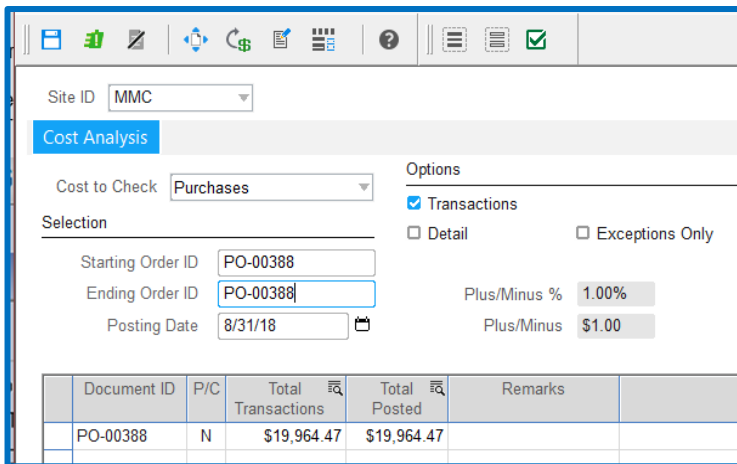 Site ID MMC
Cost Analysis
Cost to Check Purchases
Options
Transactions
Selection
Detail Exceptions Only
Starting Order ID PO-00388
Ending Order ID PO-00388
Plus/Minus % 1.00%
Posting Date 8/31/18
Plus/Minus $1.00
Document ID P/C Total Transactions Total Posted Remarks
PO-00388 N $19,964.47 $19,964.47